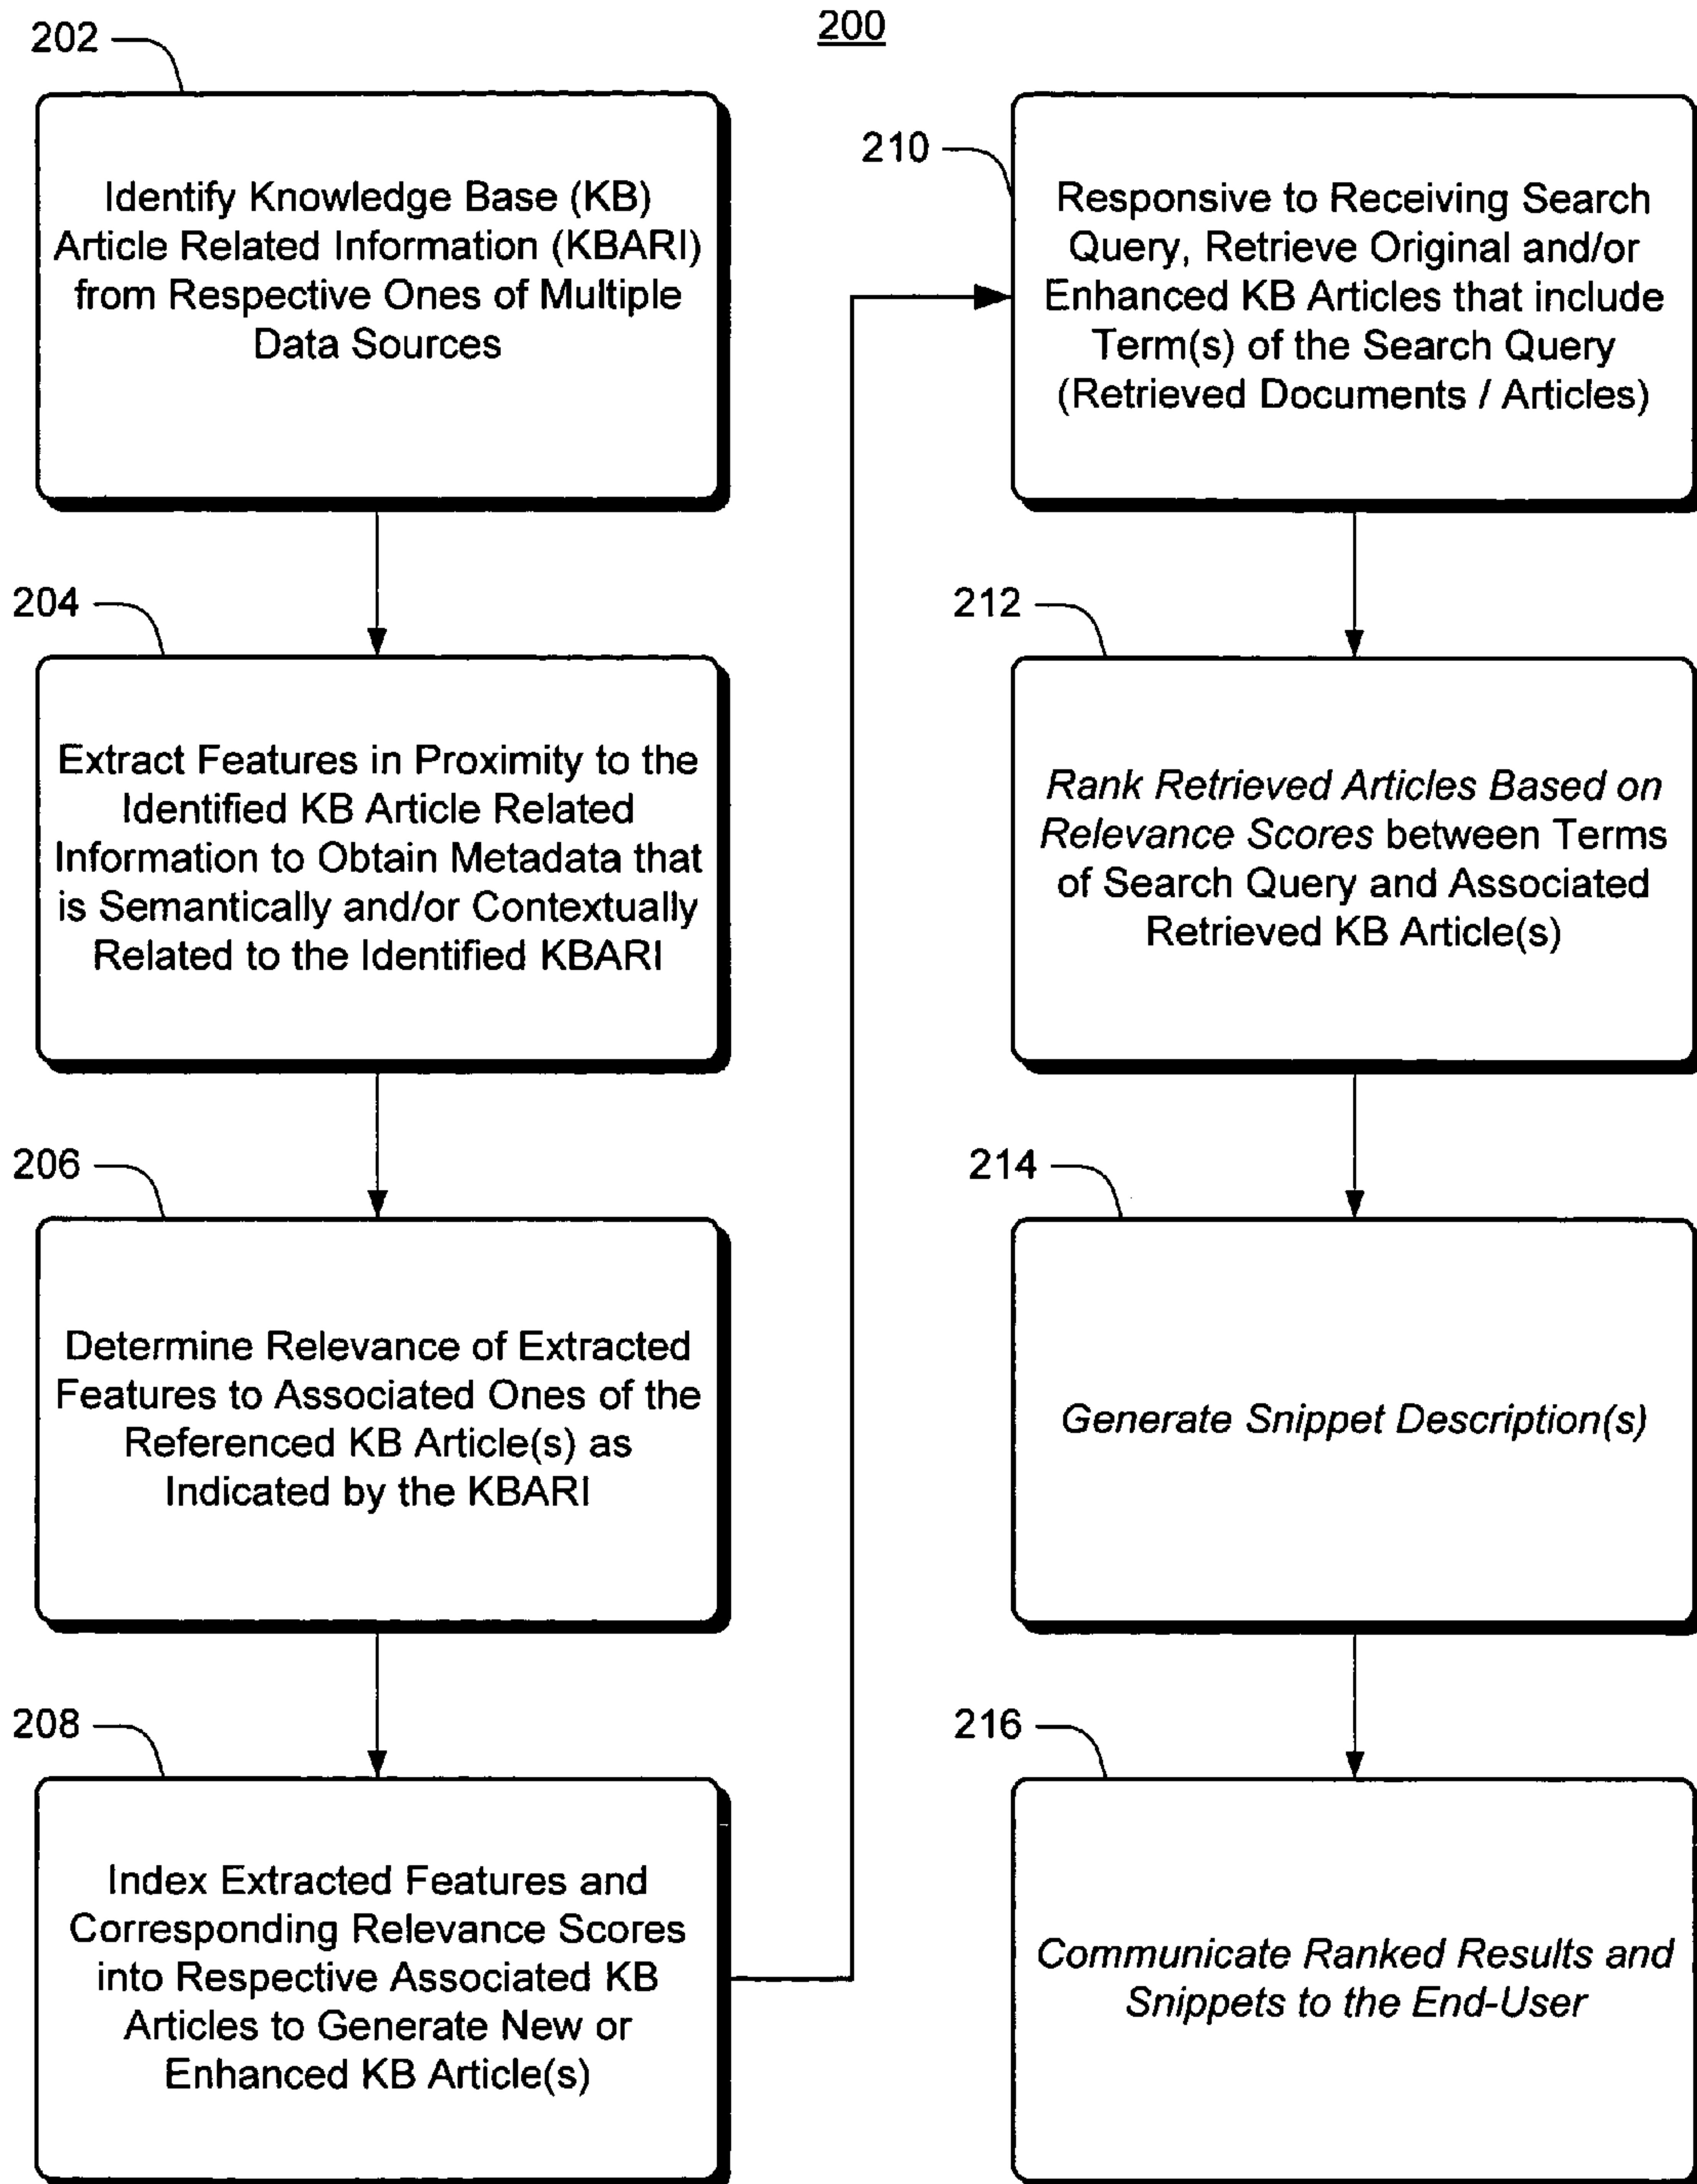 200
202
Identify Knowledge Base (KB)
Article Related Information (KBARI)
from Respective Ones of Multiple
Data Sources
204
Extract Features in Proximity to the
Identified KB Article Related
Information to Obtain Metadata that
is Semantically and/or Contextually
Related to the Identified KBARI
206
Determine Relevance of Extracted
Features to Associated Ones of the
Referenced KB Article(s) as
Indicated by the KBARI
208
Index Extracted Features and
Corresponding Relevance Scores
into Respective Associated KB
Articles to Generate New or
Enhanced KB Article(s)
210
Responsive to Receiving Search
Query, Retrieve Original and/or
Enhanced KB Articles that include
Term(s) of the Search Query
(Retrieved Documents / Articles)
212
Rank Retrieved Articles Based on
Relevance Scores between Terms
of Search Query and Associated
Retrieved KB Article(s)
214
Generate Snippet Description(s)
216
Communicate Ranked Results and
Snippets to the End-User